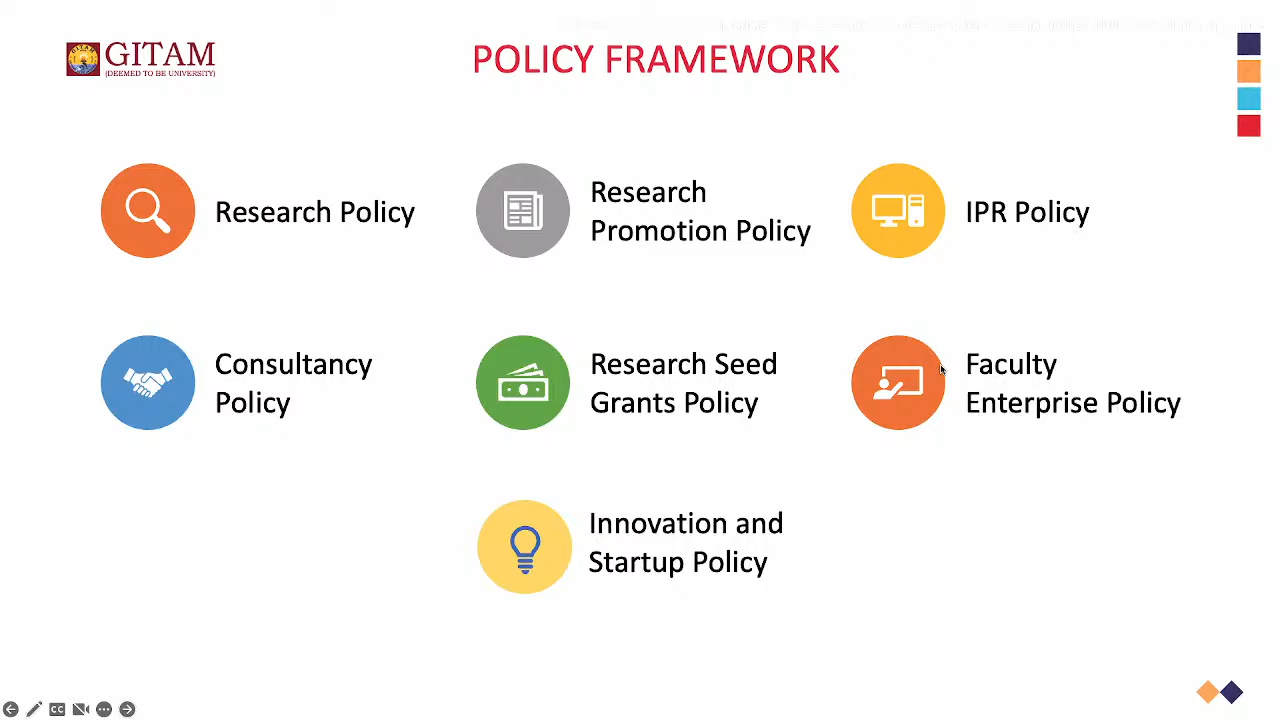 GITAM
(DEEMED TO BE UNIVERSITY)
POLICY FRAMEWORK
Research Policy
Research
Promotion Policy
IPR Policy
Consultancy
Policy
Research Seed
Grants Policy
Faculty
Enterprise Policy
Innovation and
Startup Policy
CC